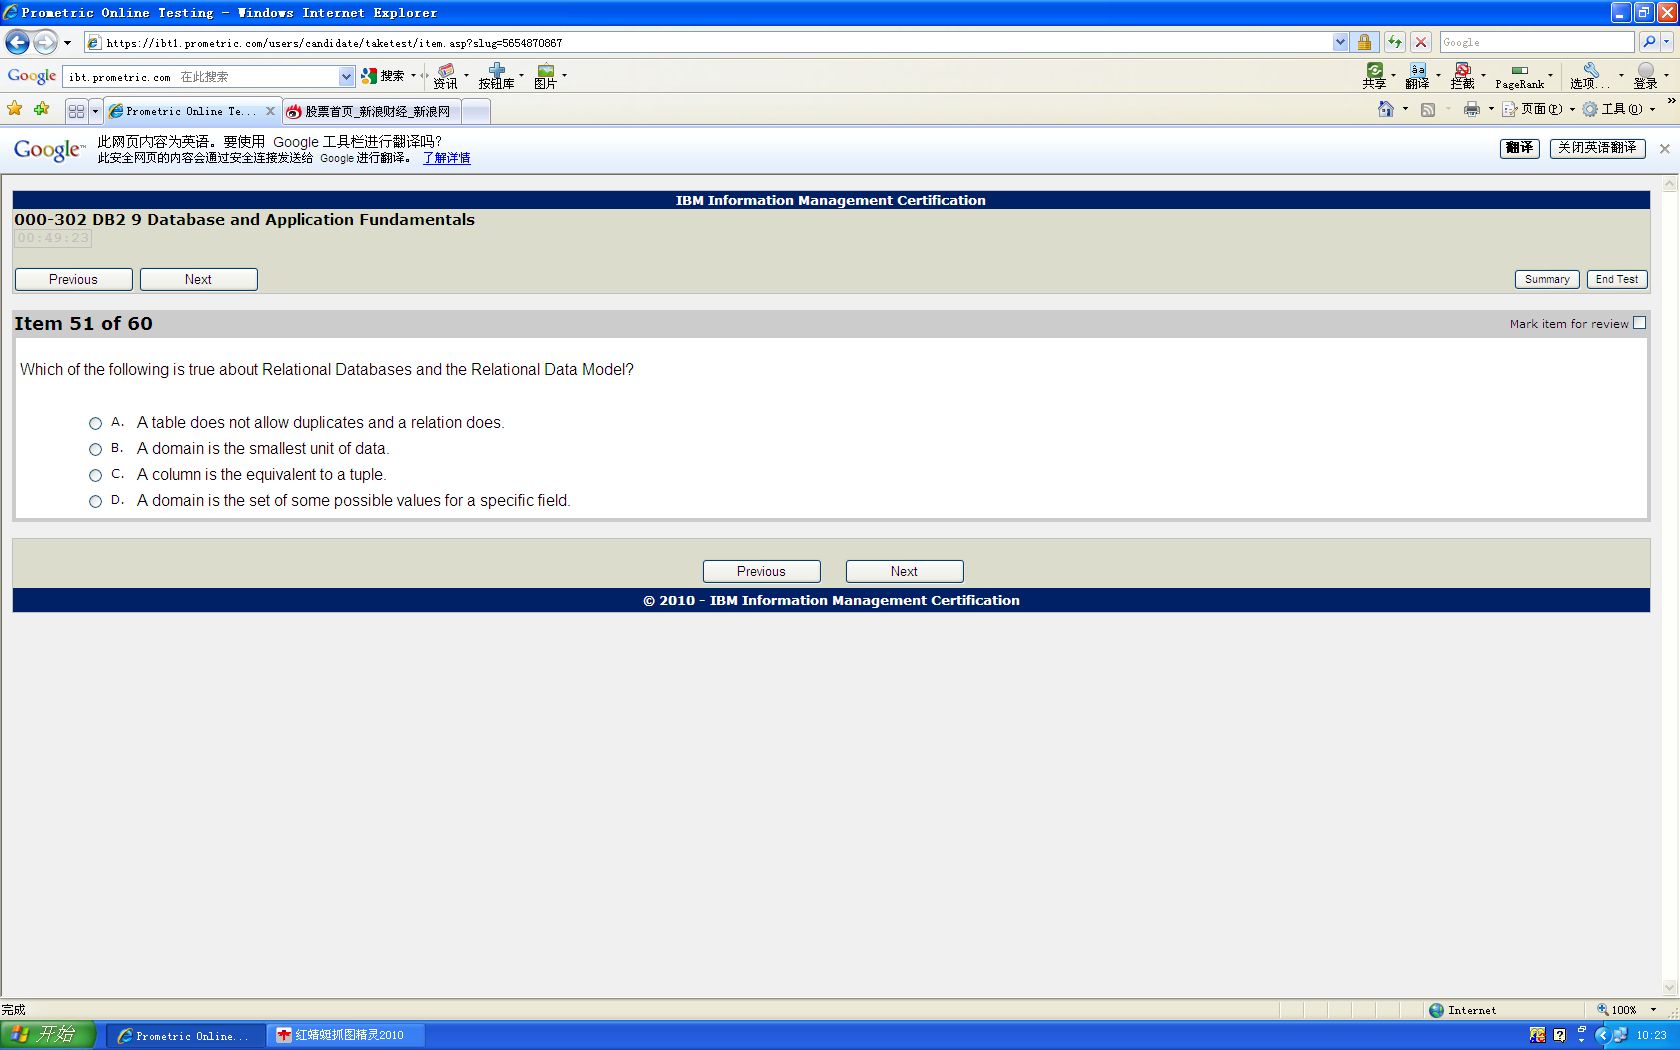 Prometric Online Testing - Windows Internet Explorer
https://ibt1.prometric.com/users/candidate/taketest/item.asp?slug=5654870867
Google
Google ibt.prometric.com 在此搜索 搜索 资讯 按钮库 图片 共享 翻译 拦截 PageRank 选项... 登录
Prometric Online Te... 股票首页_新浪财经_新浪网 页面(P) 工具(O)
Google™ 此网页内容为英语。要使用 Google 工具栏进行翻译吗?
此安全网页的内容会通过安全连接发送给 Google 进行翻译。 了解详情
翻译 关闭英语翻译
IBM Information Management Certification
000-302 DB2 9 Database and Application Fundamentals
00:49:23
Previous Next Summary End Test
Item 51 of 60 Mark item for review
Which of the following is true about Relational Databases and the Relational Data Model?
A. A table does not allow duplicates and a relation does.
B. A domain is the smallest unit of data.
C. A column is the equivalent to a tuple.
D. A domain is the set of some possible values for a specific field.
Previous Next
© 2010 - IBM Information Management Certification
完成 Internet 100%
开始 Prometric Online... 红蜻蜓抓图精灵2010 10:23